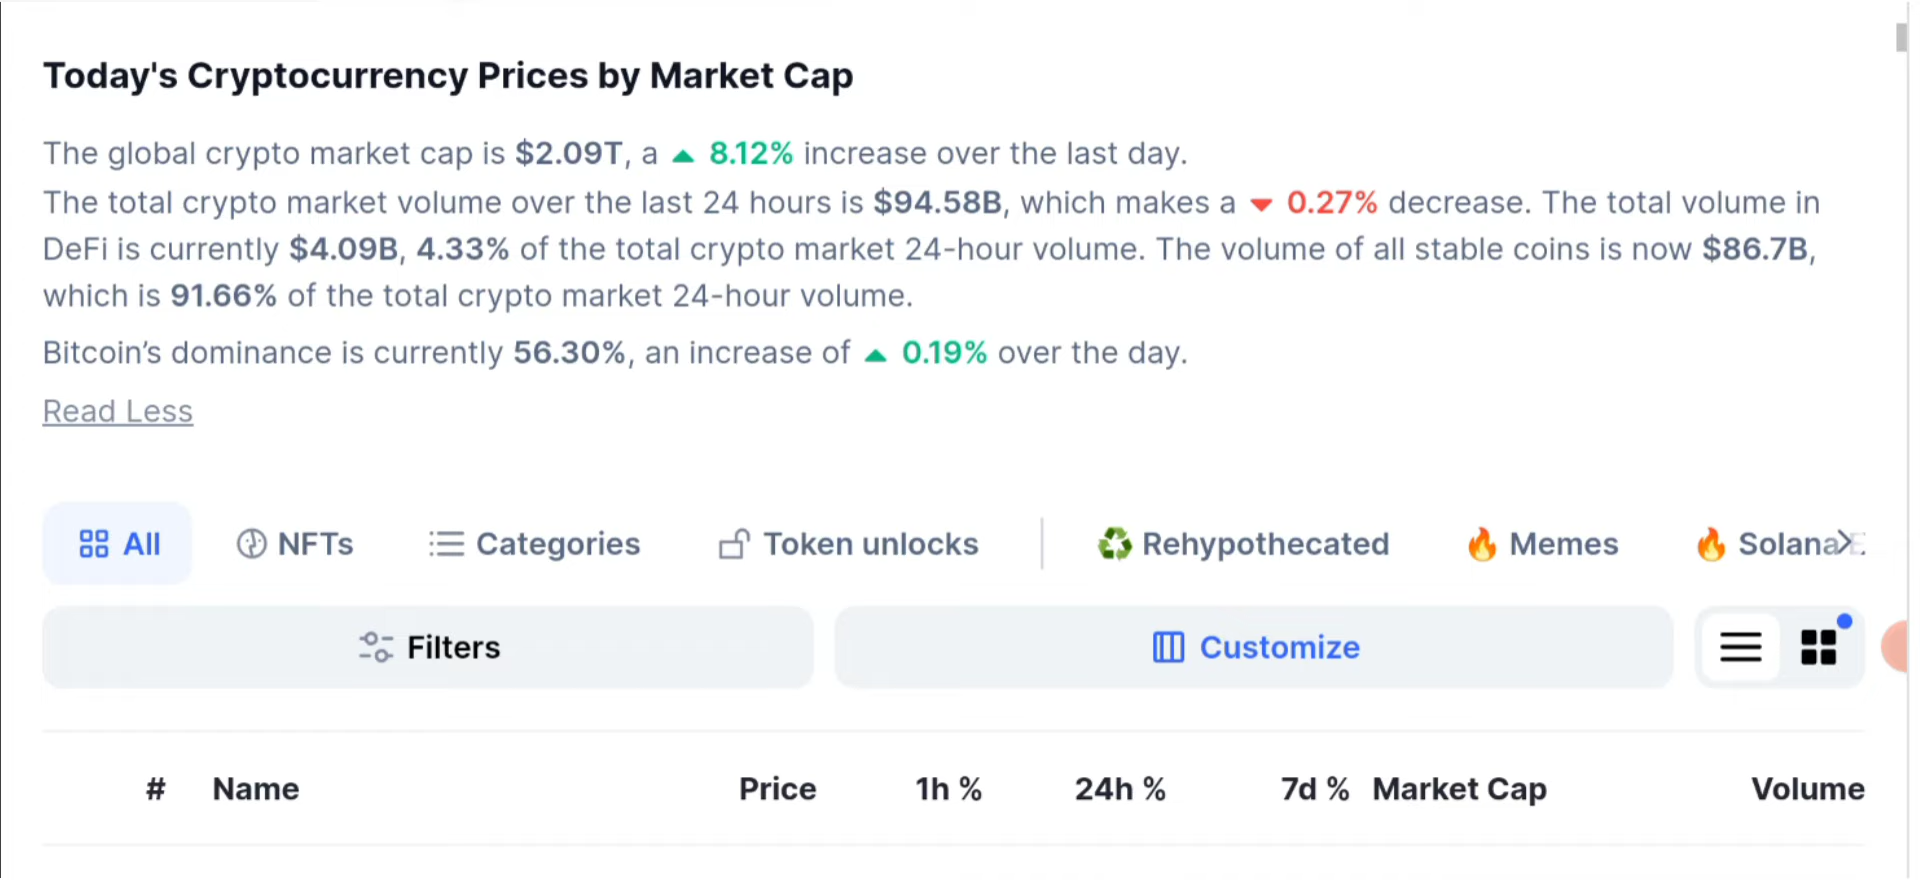 Today's Cryptocurrency Prices by Market Cap
The global crypto market cap is $2.09T, a ▲ 8.12% increase over the last day.
The total crypto market volume over the last 24 hours is $94.58B, which makes a ▼ 0.27% decrease. The total volume in
DeFi is currently $4.09B, 4.33% of the total crypto market 24-hour volume. The volume of all stable coins is now $86.7B,
which is 91.66% of the total crypto market 24-hour volume.
Bitcoin’s dominance is currently 56.30%, an increase of ▲ 0.19% over the day.
Read Less
All NFTs Categories Token unlocks Rehypothecated Memes Solana
Filters Customize
# Name Price 1h % 24h % 7d % Market Cap Volume